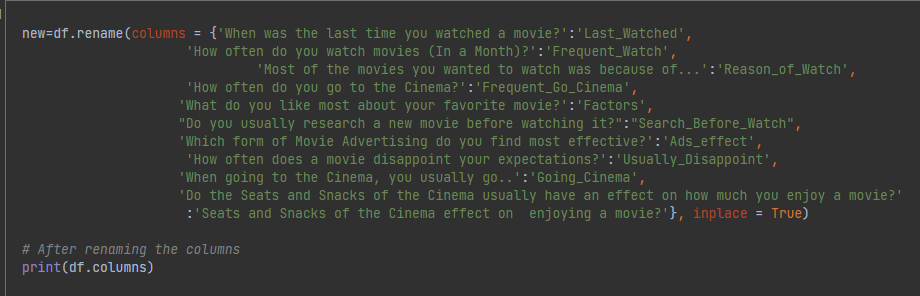 new=df.rename(columns = {'When was the last time you watched a movie?':'Last_Watched',
'How often do you watch movies (In a Month)?':'Frequent_Watch',
'Most of the movies you wanted to watch was because of...':'Reason_of_Watch',
'How often do you go to the Cinema?':'Frequent_Go_Cinema',
'What do you like most about your favorite movie?':'Factors',
"Do you usually research a new movie before watching it?":"Search_Before_Watch",
'Which form of Movie Advertising do you find most effective?':'Ads_effect',
'How often does a movie disappoint your expectations?':'Usually_Disappoint',
'When going to the Cinema, you usually go..':'Going_Cinema',
'Do the Seats and Snacks of the Cinema usually have an effect on how much you enjoy a movie?'
:'Seats and Snacks of the Cinema effect on  enjoying a movie?'}, inplace = True)
# After renaming the columns
print(df.columns)